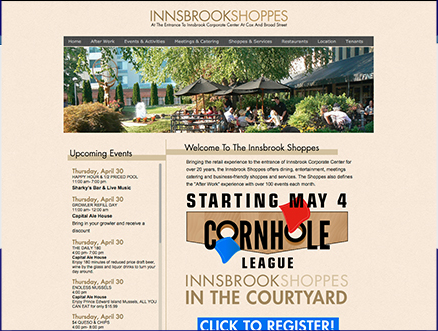 INNSBROOKSHOPPES
At The Entrance To Innsbrook Corporate Center At Cox And Broad Street
Home After Work Events & Activities Meetings & Catering Shoppes & Services Restaurants Location Tenants
Upcoming Events
Thursday, April 30
HAPPY HOUR & 1/2 PRICED POOL
11:00 am- 7:00 pm
Sharky's Bar & Live Music
Thursday, April 30
GROWLER REFILL DAY
11:00 am- 12:00 am
Capital Ale House
Bring in your growler and receive a
discount
Thursday, April 30
THE DAILY 180
4:00 pm- 7:00 pm
Capital Ale House
Enjoy 180 minutes of reduced price draft beer,
wine by the glass and liquor drinks to turn your
day around.
Thursday, April 30
ENDLESS MUSSELS
4:00 pm
Capital Ale House
Enjoy Prince Edward Island Mussels, ALL YOU
CAN EAT for only $15.99
Thursday, April 30
$4 QUESO & CHIPS
4:00 pm- 8:00 pm
Welcome To The Innsbrook Shoppes
Bringing the retail experience to the entrance of Innsbrook Corporate Center for
over 20 years, the Innsbrook Shoppes offers dining, entertainment, meetings
catering and business-friendly shoppes and services. The Shoppes also defines
the "After Work" experience with over 100 events each month.
STARTING MAY 4
CORNHOLE
LEAGUE
INNSBROOKSHOPPES
IN THE COURTYARD
CLICK TO REGISTER!